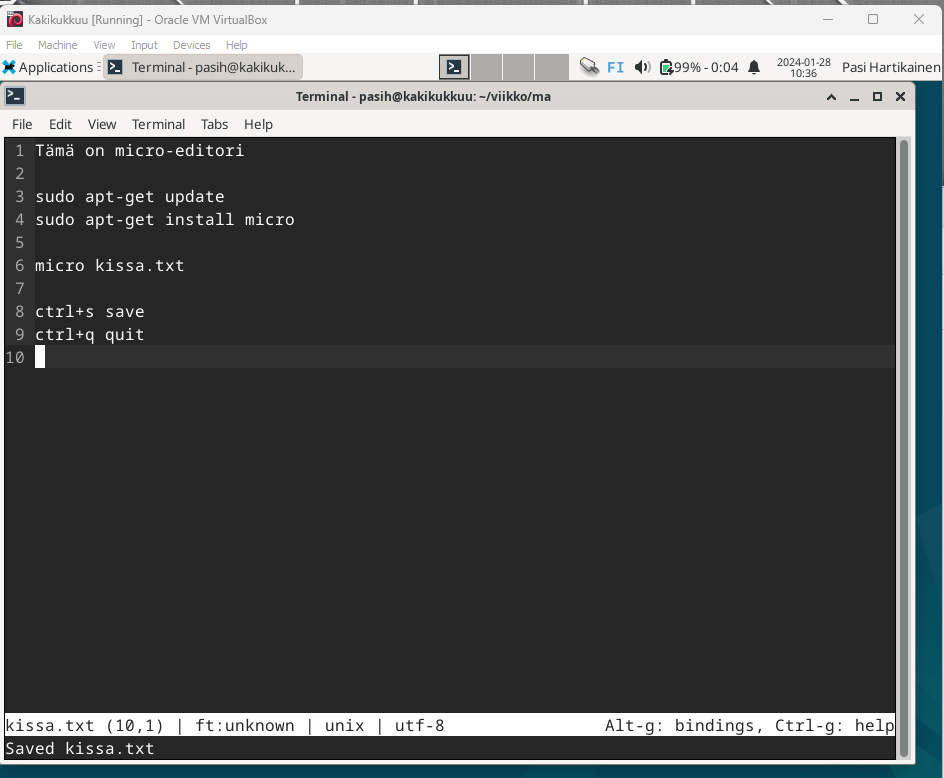 Kakikukkuu [Running] - Oracle VM VirtualBox
File Machine View Input Devices Help
Applications Terminal - pasih@kakikuk... FI 99% - 0:04 2024-01-28 10:36 Pasi Hartikainen
Terminal - pasih@kakikukkuu: ~/viikko/ma
File Edit View Terminal Tabs Help
1 Tämä on micro-editori
2
3 sudo apt-get update
4 sudo apt-get install micro
5
6 micro kissa.txt
7
8 ctrl+s save
9 ctrl+q quit
10
kissa.txt (10,1) | ft:unknown | unix | utf-8 Alt-g: bindings, Ctrl-g: help
Saved kissa.txt